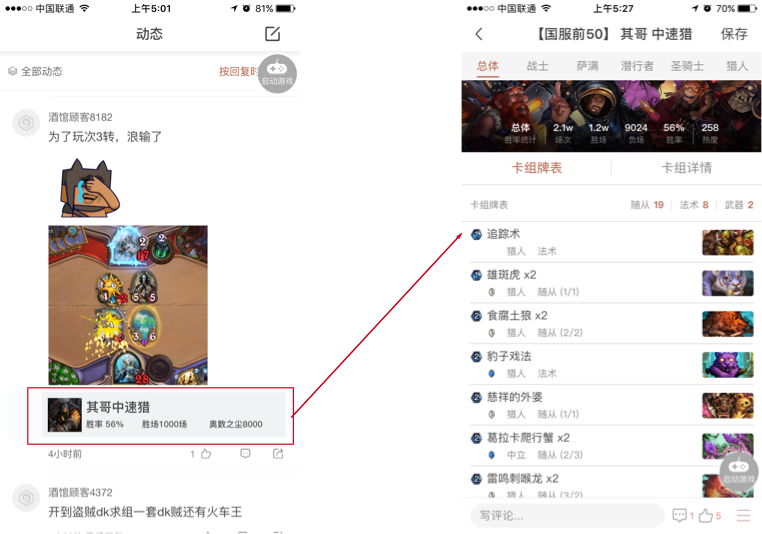 中国联通 上午5:01 81%
动态
全部动态 按回复时
启动游戏
酒馆顾客8182
为了玩次3转，浪输了
2
2
17
4
5 5
3 6
28
其哥中速猎
胜率 56% 胜场1000场 奥数之尘8000
4小时前 1
酒馆顾客4372
开到盗贼dk求组一套dk贼还有火车王
中国联通 上午5:27 70%
【国服前50】 其哥 中速猎 保存
总体 战士 萨满 潜行者 圣骑士 猎人
总体 2.1w 1.2w 9024 56% 258
胜率统计 场次 胜场 负场 胜率 热度
卡组牌表 卡组详情
卡组牌表 随从 19 法术 8 武器 2
追踪术
猎人 法术
雄斑虎 x2
猎人 随从 (1/1)
食腐土狼 x2
猎人 随从 (2/2)
豹子戏法
猎人 法术
慈祥的外婆
猎人 随从 (1/1)
葛拉卡爬行蟹 x2
中立 随从 (2/3)
雷鸣刺喉龙 x2
猎人 随从 (3/2)
启动游戏
写评论... 1 5